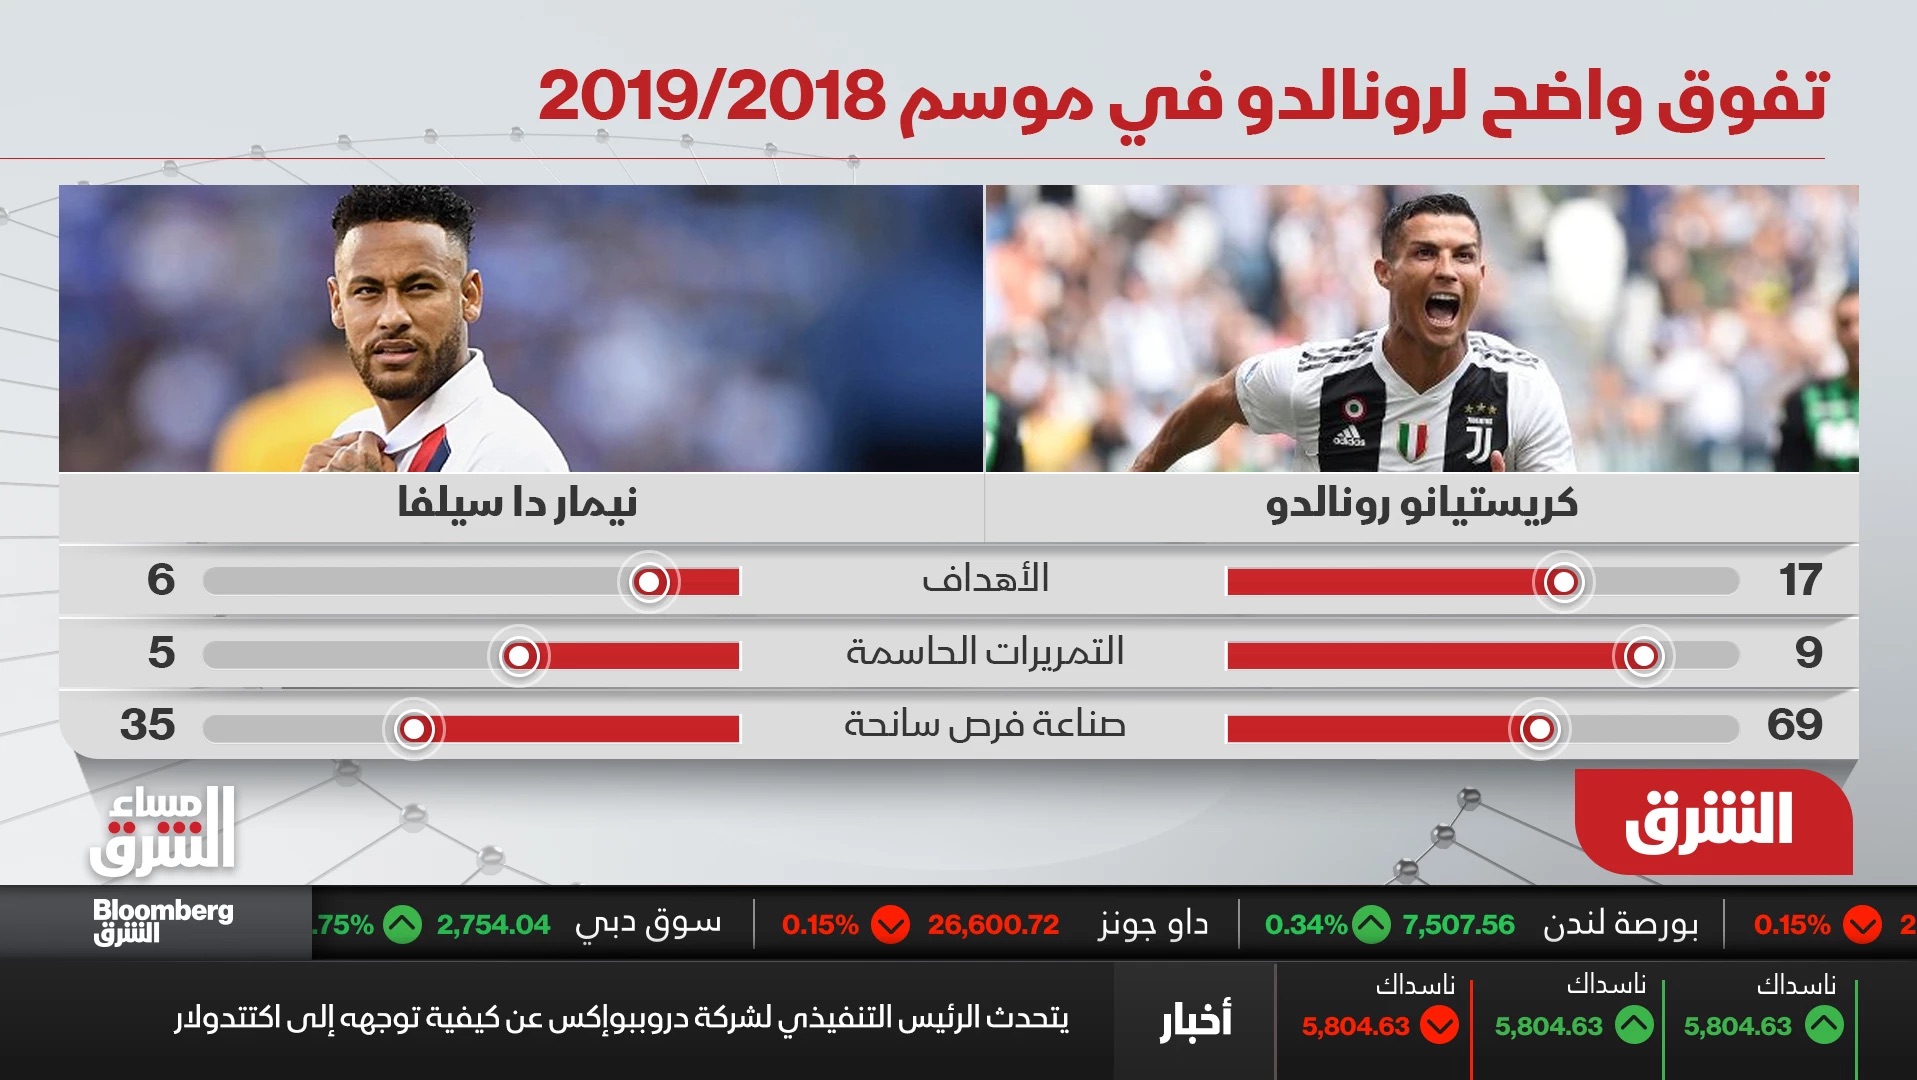 تفوق واضح لرونالدو في موسم 2019/2018
كريستيانو رونالدو
نيمار دا سيلفا
17 الأهداف 6
9 التمريرات الحاسمة 5
69 صناعة فرص سانحة 35
الشرق
مساء الشرق
Bloomberg
الشرق
2 0.15% | بورصة لندن 7,507.56 0.34% | داو جونز 26,600.72 0.15% | سوق دبي 2,754.04 .75%
ناسداك ناسداك ناسداك
5,804.63 5,804.63 5,804.63
أخبار
يتحدث الرئيس التنفيذي لشركة دروببوإكس عن كيفية توجهه إلى اكتتدولار